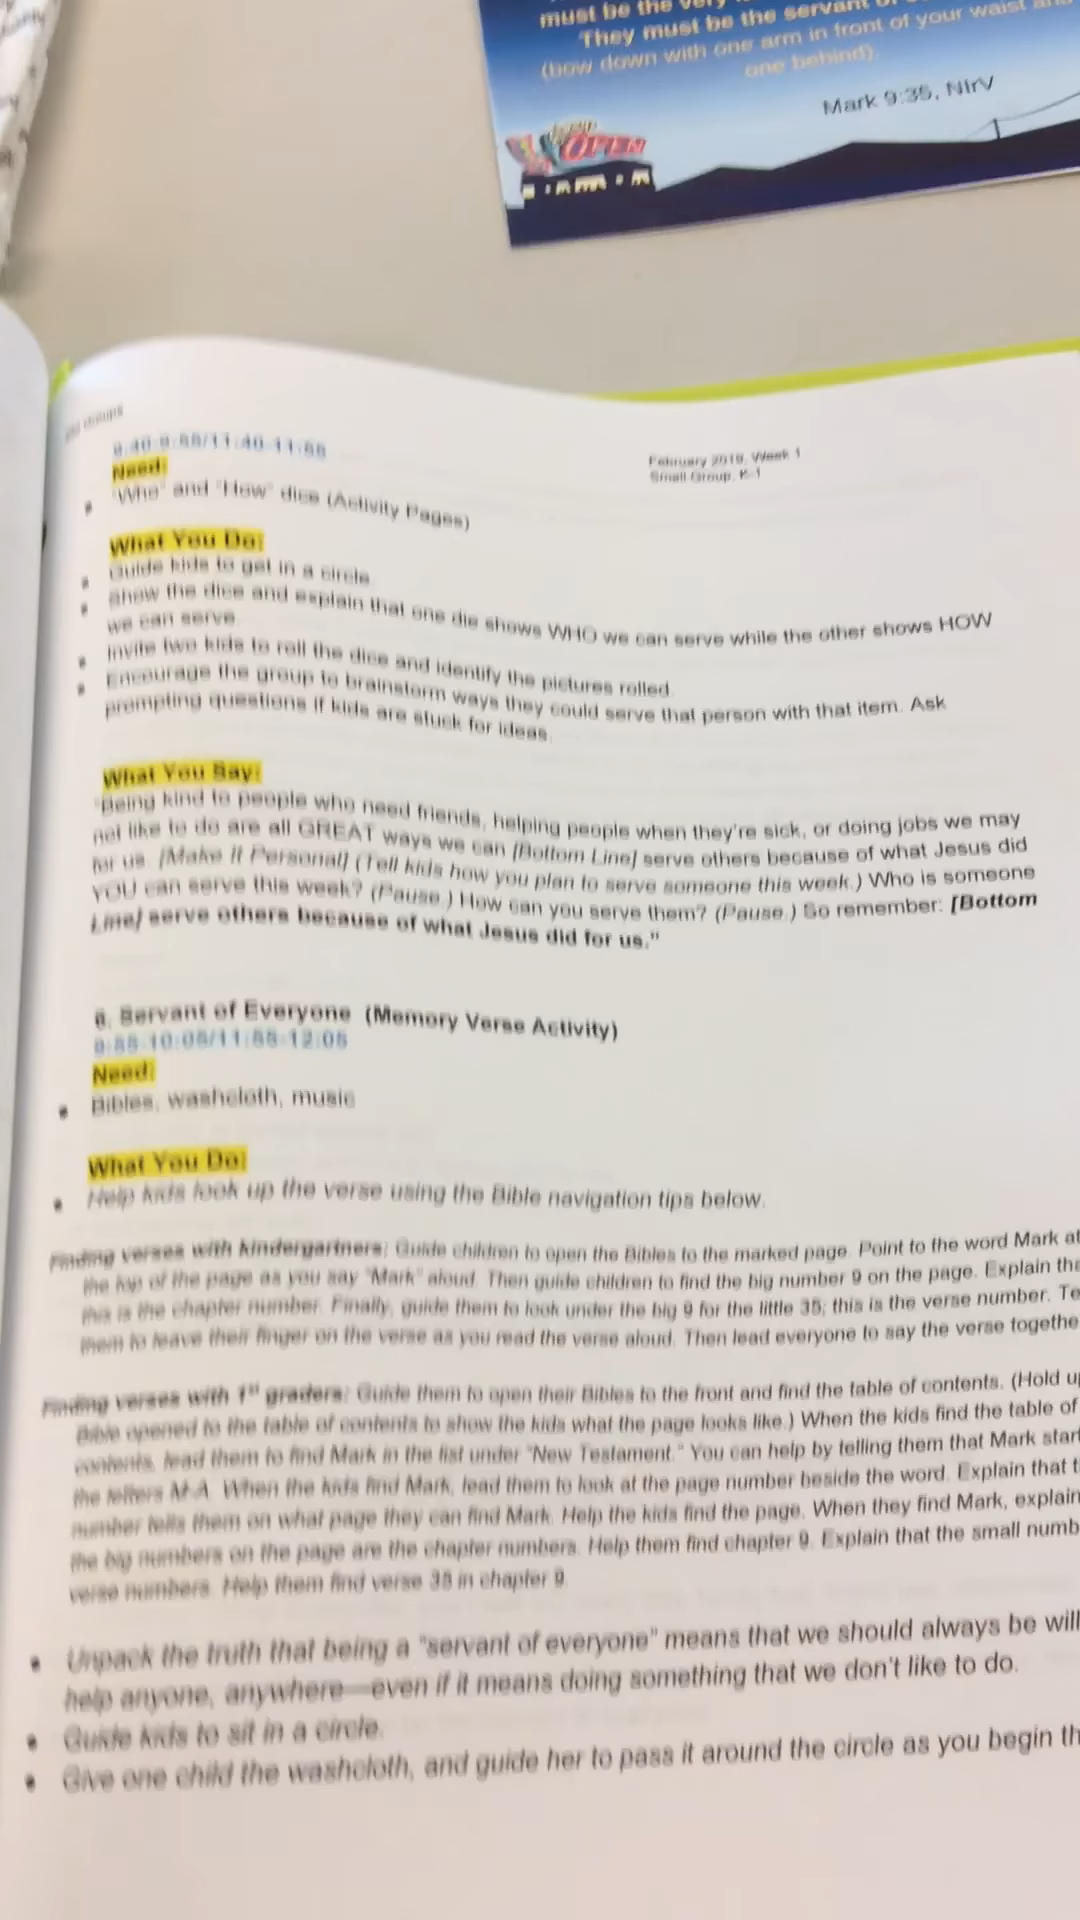 must be the very
They must be the servant
(bow down with one arm in front of your waist and
one behind).
Mark 9:35, NIrV
OPEN
9:40-9:55/11:40-11:55
February 2019, Week 1
Small Group, K-1
Need:
"Who" and "How" dice (Activity Pages)
What You Do:
Guide kids to get in a circle.
Show the dice and explain that one die shows WHO we can serve while the other shows HOW
we can serve.
Invite two kids to roll the dice and identify the pictures rolled.
Encourage the group to brainstorm ways they could serve that person with that item. Ask
prompting questions if kids are stuck for ideas.
What You Say:
"Being kind to people who need friends, helping people when they're sick, or doing jobs we may
not like to do are all GREAT ways we can [Bottom Line] serve others because of what Jesus did
for us. [Make It Personal] (Tell kids how you plan to serve someone this week.) Who is someone
YOU can serve this week? (Pause.) How can you serve them? (Pause.) So remember: [Bottom
Line] serve others because of what Jesus did for us."
6. Servant of Everyone (Memory Verse Activity)
9:55-10:05/11:55-12:05
Need:
Bibles, washcloth, music
What You Do:
Help kids look up the verse using the Bible navigation tips below.
Finding verses with kindergartners: Guide children to open the Bibles to the marked page. Point to the word Mark at
the top of the page as you say "Mark" aloud. Then guide children to find the big number 9 on the page. Explain tha
this is the chapter number. Finally, guide them to look under the big 9 for the little 35; this is the verse number. Te
them to leave their finger on the verse as you read the verse aloud. Then lead everyone to say the verse togethe
Finding verses with 1st graders: Guide them to open their Bibles to the front and find the table of contents. (Hold up
Bible opened to the table of contents to show the kids what the page looks like.) When the kids find the table of
contents, lead them to find Mark in the list under "New Testament." You can help by telling them that Mark start
the letters M-A. When the kids find Mark, lead them to look at the page number beside the word. Explain that t
number tells them on what page they can find Mark. Help the kids find the page. When they find Mark, explain
the big numbers on the page are the chapter numbers. Help them find chapter 9. Explain that the small numb
verse numbers. Help them find verse 35 in chapter 9.
Unpack the truth that being a "servant of everyone" means that we should always be will
help anyone, anywhere—even if it means doing something that we don't like to do.
Guide kids to sit in a circle.
Give one child the washcloth, and guide her to pass it around the circle as you begin th